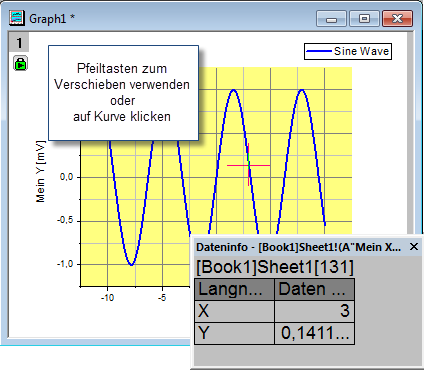 Graph1 *
1
Sine Wave
Pfeiltasten zum
Verschieben verwenden
oder
auf Kurve klicken
Mein Y [mV]
0,0
-0,5
-1,0
-10
-5
Dateninfo - [Book1]Sheet1!(A"Mein X...
[Book1]Sheet1[131]
Langn... Daten ...
X 3
Y 0,1411...